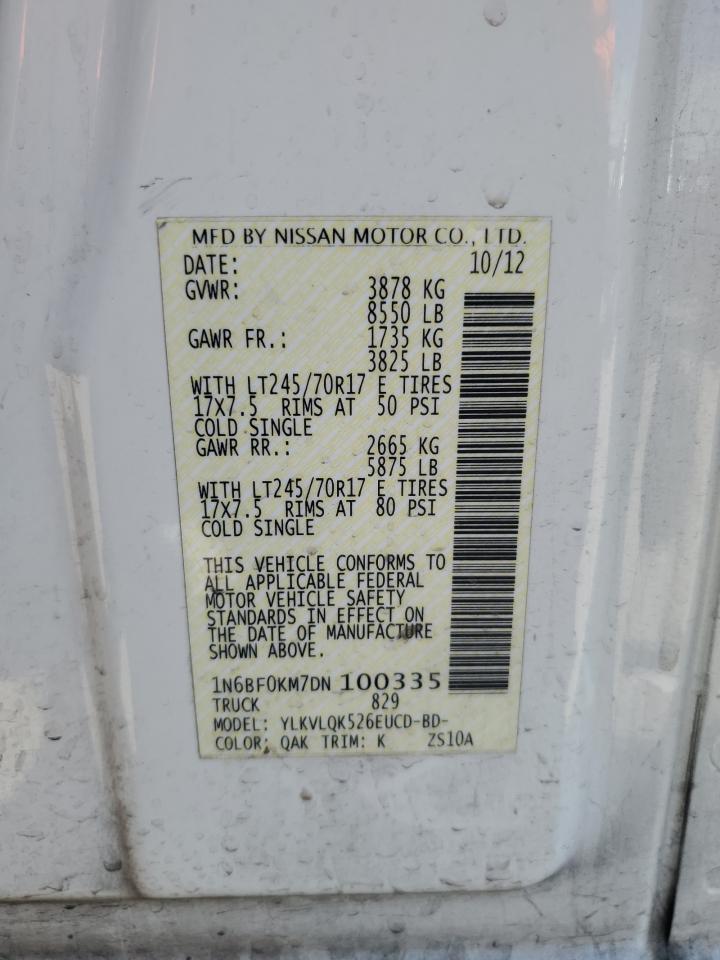 MFD BY NISSAN MOTOR CO., LTD.
DATE: 10/12
GVWR: 3878 KG
8550 LB
GAWR FR.: 1735 KG
3825 LB
WITH LT245/70R17 E TIRES
17X7.5 RIMS AT 50 PSI
COLD SINGLE
GAWR RR.: 2665 KG
5875 LB
WITH LT245/70R17 E TIRES
17X7.5 RIMS AT 80 PSI
COLD SINGLE
THIS VEHICLE CONFORMS TO
ALL APPLICABLE FEDERAL
MOTOR VEHICLE SAFETY
STANDARDS IN EFFECT ON
THE DATE OF MANUFACTURE
SHOWN ABOVE.
1N6BF0KM7DN 100335
TRUCK 829
MODEL: YLKVLQK526EUCD-BD-
COLOR: QAK TRIM: K ZS10A